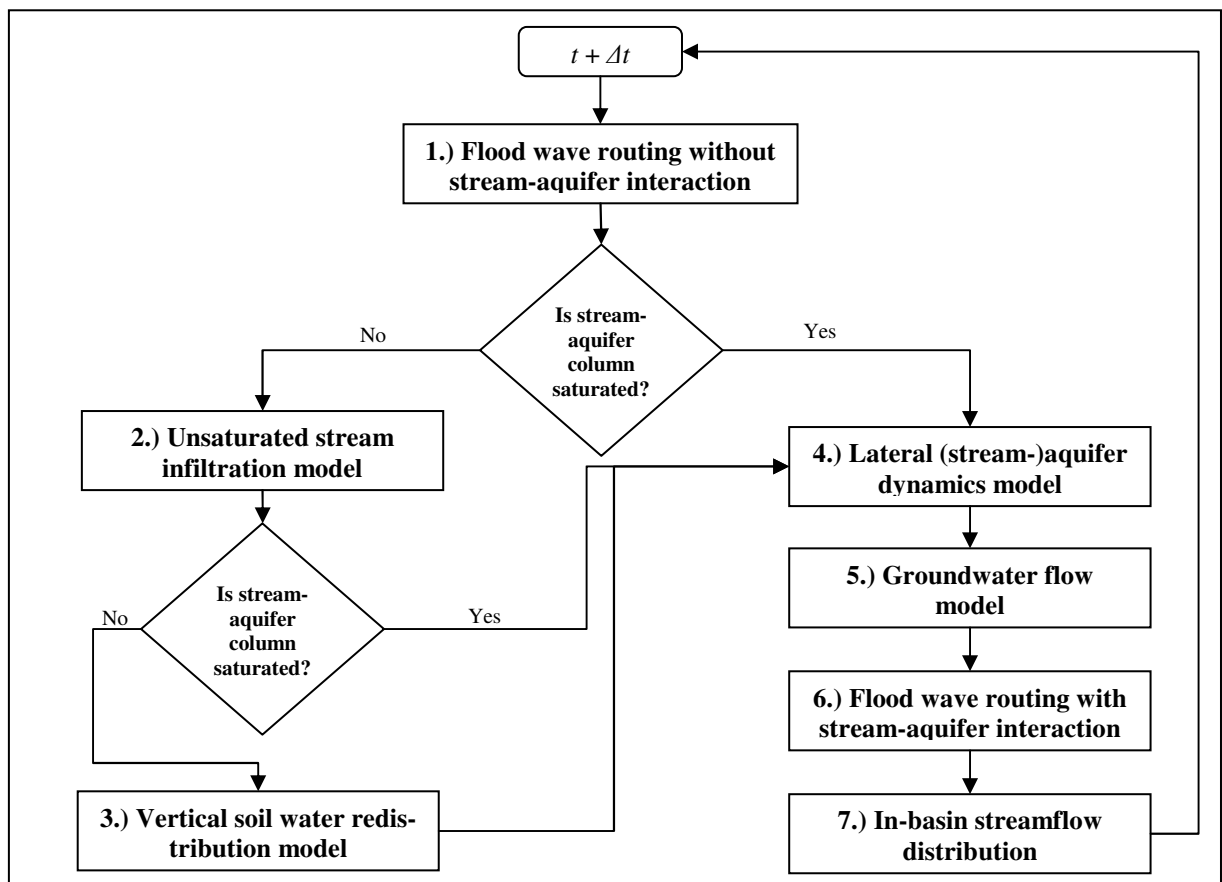 t + Δt
1.) Flood wave routing without
stream-aquifer interaction
Is stream-
aquifer
column
saturated?
No
Yes
2.) Unsaturated stream
infiltration model
4.) Lateral (stream-)aquifer
dynamics model
Is stream-
aquifer
column
saturated?
No
Yes
5.) Groundwater flow
model
6.) Flood wave routing with
stream-aquifer interaction
3.) Vertical soil water redis-
tribution model
7.) In-basin streamflow
distribution